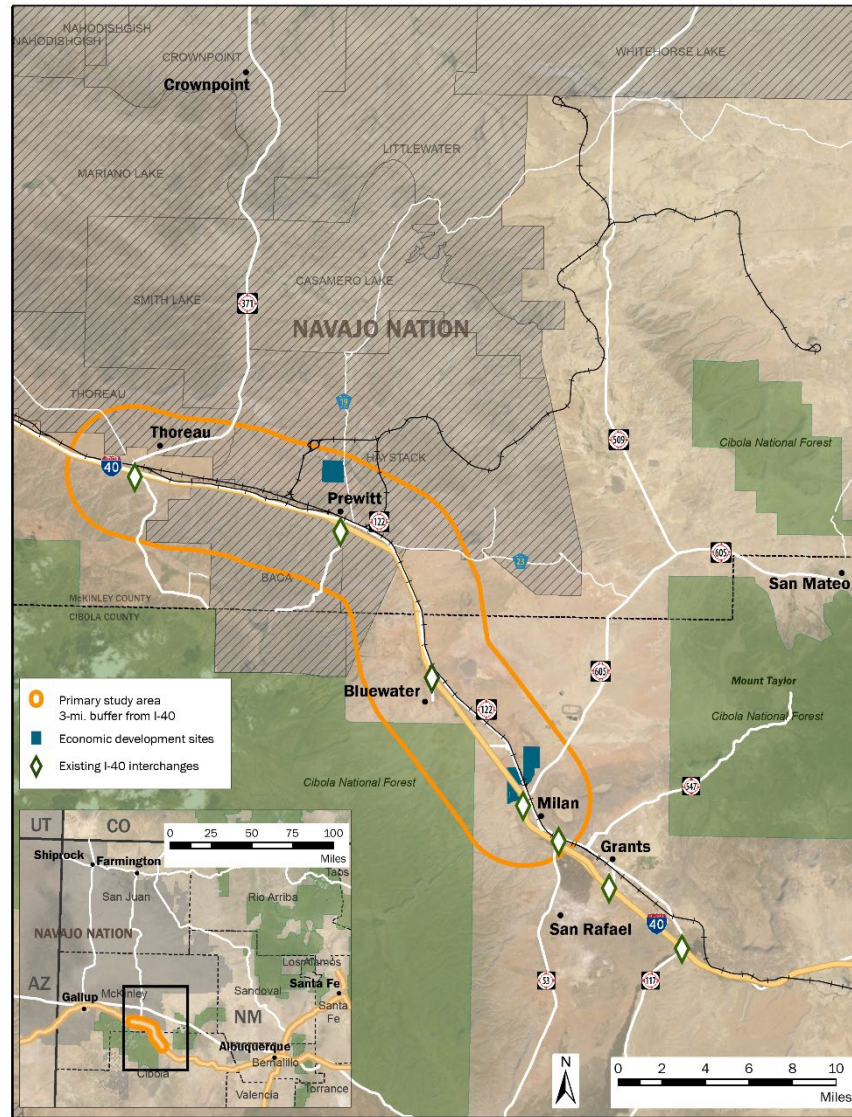 NAHODISHGISH
NAHODISHGISH
CROWNPOINT
WHITEHORSE LAKE
Crownpoint
LITTLEWATER
MARIANO LAKE
CASAMERO LAKE
SMITH LAKE
371
NAVAJO NATION
THOREAU
19
Thoreau
509
Cibola National Forest
40
HAYSTACK
Prewitt
122
605
23
San Mateo
BACA
McKINLEY COUNTY
CIBOLA COUNTY
605
Mount Taylor
Bluewater
122
Cibola National Forest
Primary study area
3-mi. buffer from I-40
Economic development sites
Existing I-40 interchanges
Cibola National Forest
547
Milan
Grants
San Rafael
40
53
117
UT
CO
0 25 50 75 100
Miles
Shiprock
Farmington
Taos
San Juan
Rio Arriba
NAVAJO NATION
Los Alamos
AZ
McKinley
Sandoval
Santa Fe
Gallup
NM
Santa
Fe
Albuquerque
Bernalillo
Cibola
Torrance
Valencia
N
0 2 4 6 8 10
Miles